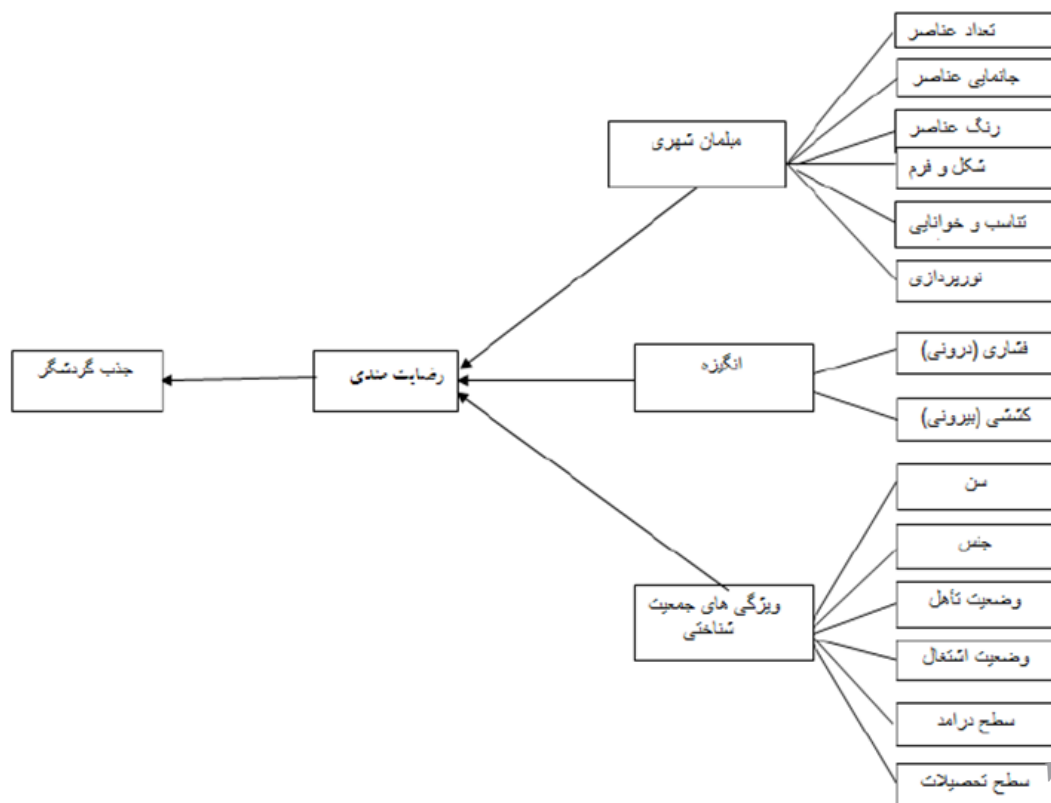 تعداد عناصر
جانمایی عناصر
رنگ عناصر
شکل و فرم
تناسب و خوانایی
نورپردازی
مبلمان شهری
فشاری (درونی)
کششی (بیرونی)
انگیزه
رضایت مندی
جذب گردشگر
سن
جنس
وضعیت تأهل
وضعیت اشتغال
سطح درامد
سطح تحصیلات
ویژگی های جمعیت
شناختی